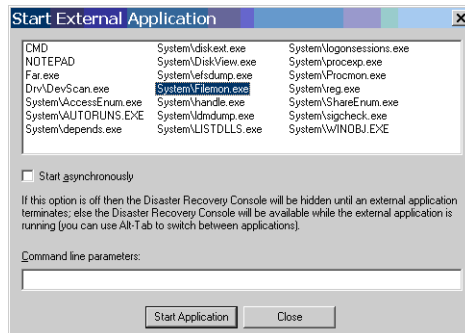 Start External Application
CMD System\diskext.exe System\logonsessions.exe
NOTEPAD System\DiskView.exe System\procexp.exe
Far.exe System\efsdump.exe System\Procmon.exe
Drv\DevScan.exe System\Filemon.exe System\reg.exe
System\AccessEnum.exe System\handle.exe System\ShareEnum.exe
System\AUTORUNS.EXE System\ldmdump.exe System\sigcheck.exe
System\depends.exe System\LISTDLLS.exe System\WINOBJ.EXE
Start asynchronously
If this option is off then the Disaster Recovery Console will be hidden until an external application
terminates; else the Disaster Recovery Console will be available while the external application is
running (you can use Alt-Tab to switch between applications).
Command line parameters:
Start Application Close